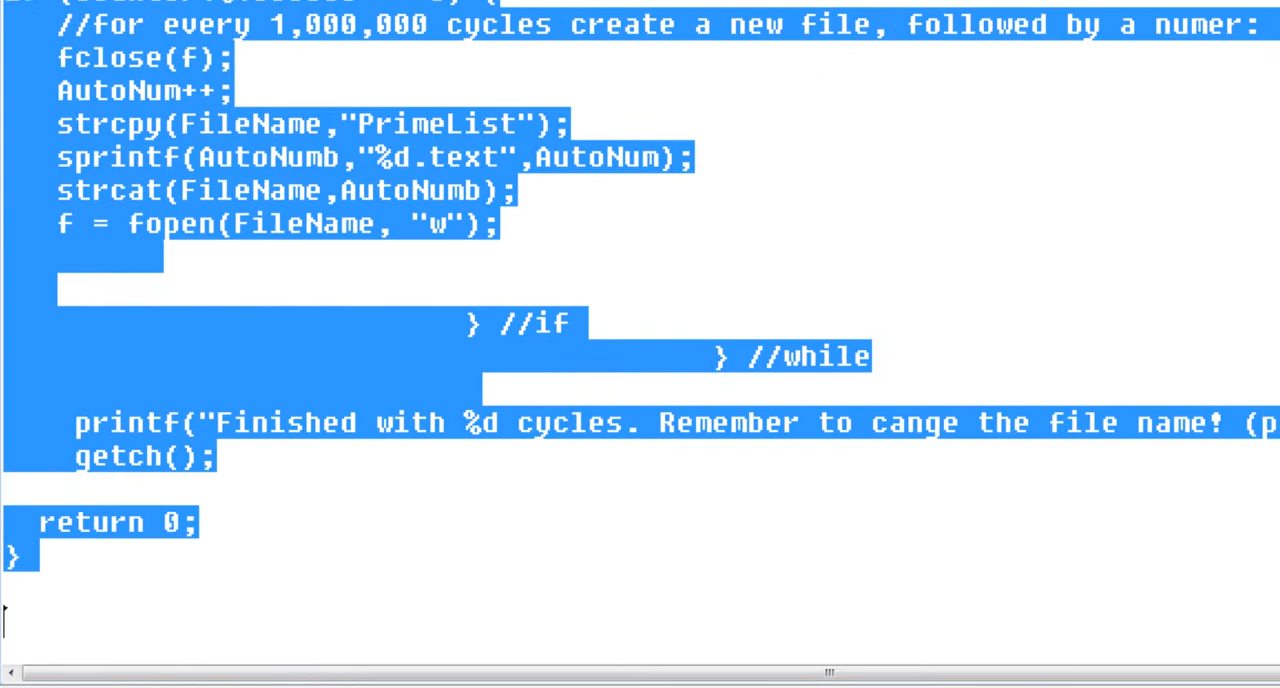 //for every 1,000,000 cycles create a new file, followed by a numer:
fclose(f);
AutoNum++;
strcpy(FileName,"PrimeList");
sprintf(AutoNumb,"%d.text",AutoNum);
strcat(FileName,AutoNumb);
f = fopen(FileName, "w");
} //if
} //while
printf("Finished with %d cycles. Remember to cange the file name! (p
getch();
return 0;
}